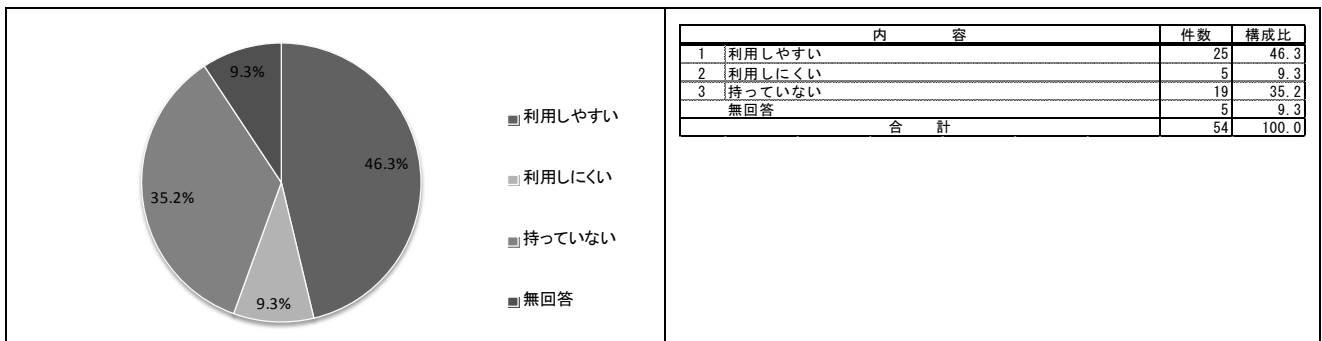 9.3%
46.3%
35.2%
9.3%
利用しやすい
利用しにくい
持っていない
無回答
内 容 件数 構成比
1 利用しやすい 25 46.3
2 利用しにくい 5 9.3
3 持っていない 19 35.2
無回答 5 9.3
合 計 54 100.0